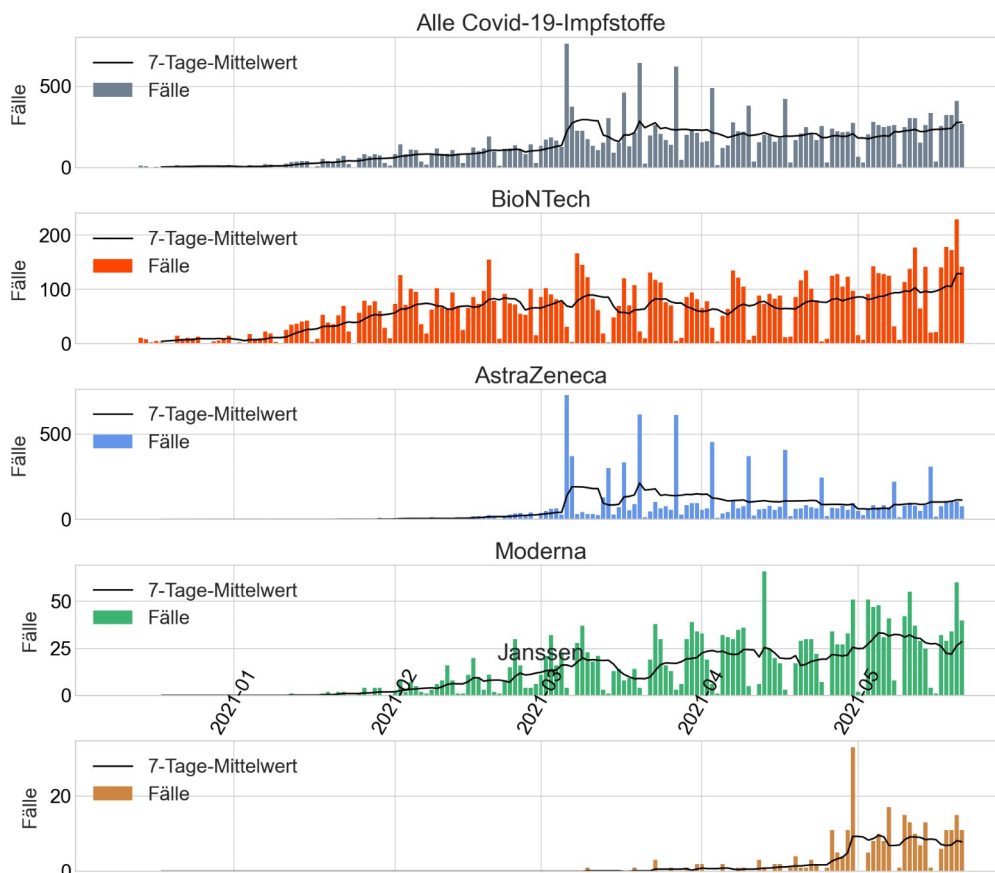 Alle Covid-19-Impfstoffe
7-Tage-Mittelwert
Fälle
Fälle
500
0
BioNTech
7-Tage-Mittelwert
Fälle
Fälle
200
100
0
AstraZeneca
7-Tage-Mittelwert
Fälle
Fälle
500
0
Moderna
7-Tage-Mittelwert
Fälle
Fälle
50
25
0
Janssen
2021-01
2021-02
2021-03
2021-04
2021-05
7-Tage-Mittelwert
Fälle
Fälle
20
0